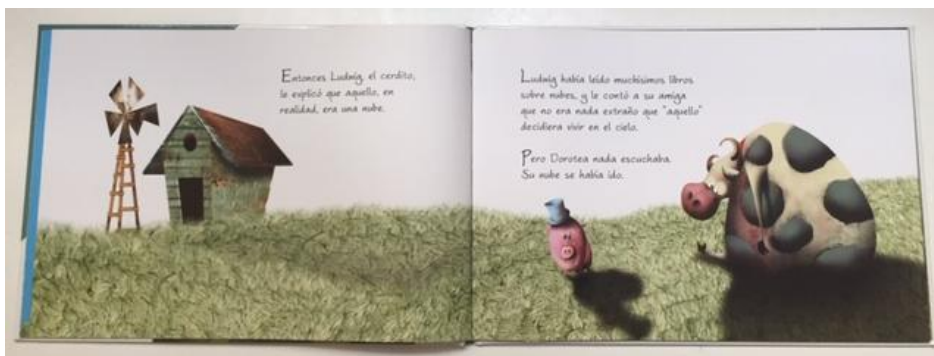 Entonces Ludwig, el cerdito,
le explicó que aquello, en
realidad, era una nube.
Ludwig había leído muchísimos libros
sobre nubes, y le contó a su amiga
que no era nada extraño que "aquello"
decidiera vivir en el cielo.
Pero Dorotea nada escuchaba.
Su nube se había ido.